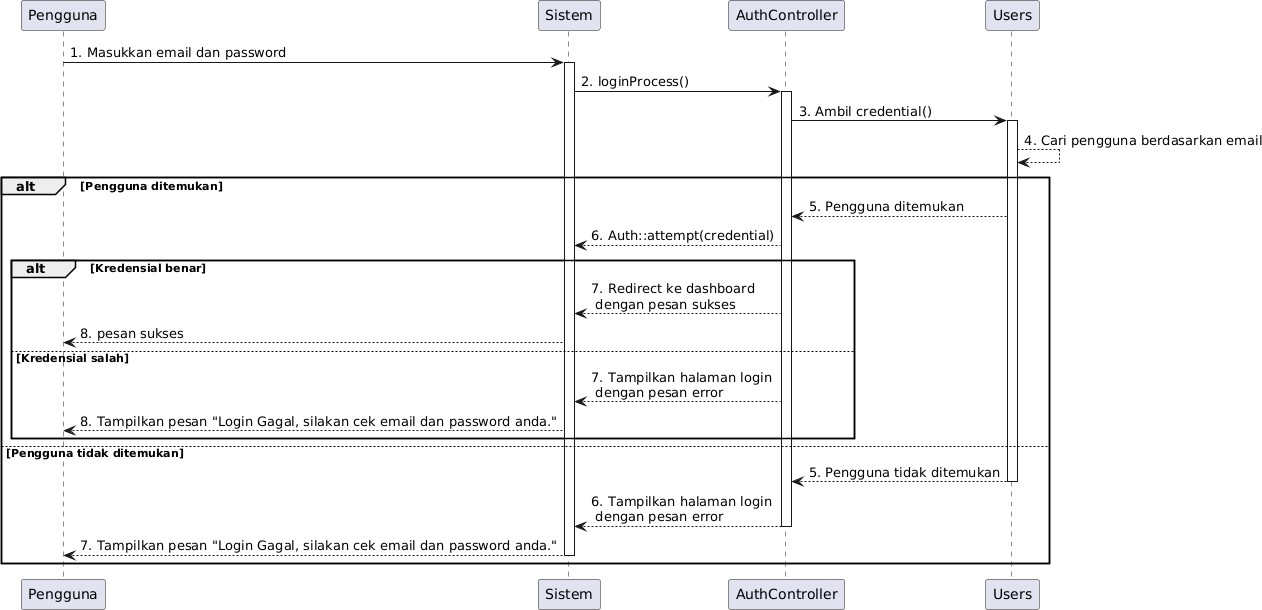 Pengguna Sistem AuthController Users
1. Masukkan email dan password
2. loginProcess()
3. Ambil credential()
4. Cari pengguna berdasarkan email
alt [Pengguna ditemukan]
5. Pengguna ditemukan
6. Auth::attempt(credential)
alt [Kredensial benar]
7. Redirect ke dashboard
dengan pesan sukses
8. pesan sukses
[Kredensial salah]
7. Tampilkan halaman login
dengan pesan error
8. Tampilkan pesan "Login Gagal, silakan cek email dan password anda."
[Pengguna tidak ditemukan]
5. Pengguna tidak ditemukan
6. Tampilkan halaman login
dengan pesan error
7. Tampilkan pesan "Login Gagal, silakan cek email dan password anda."
Pengguna Sistem AuthController Users